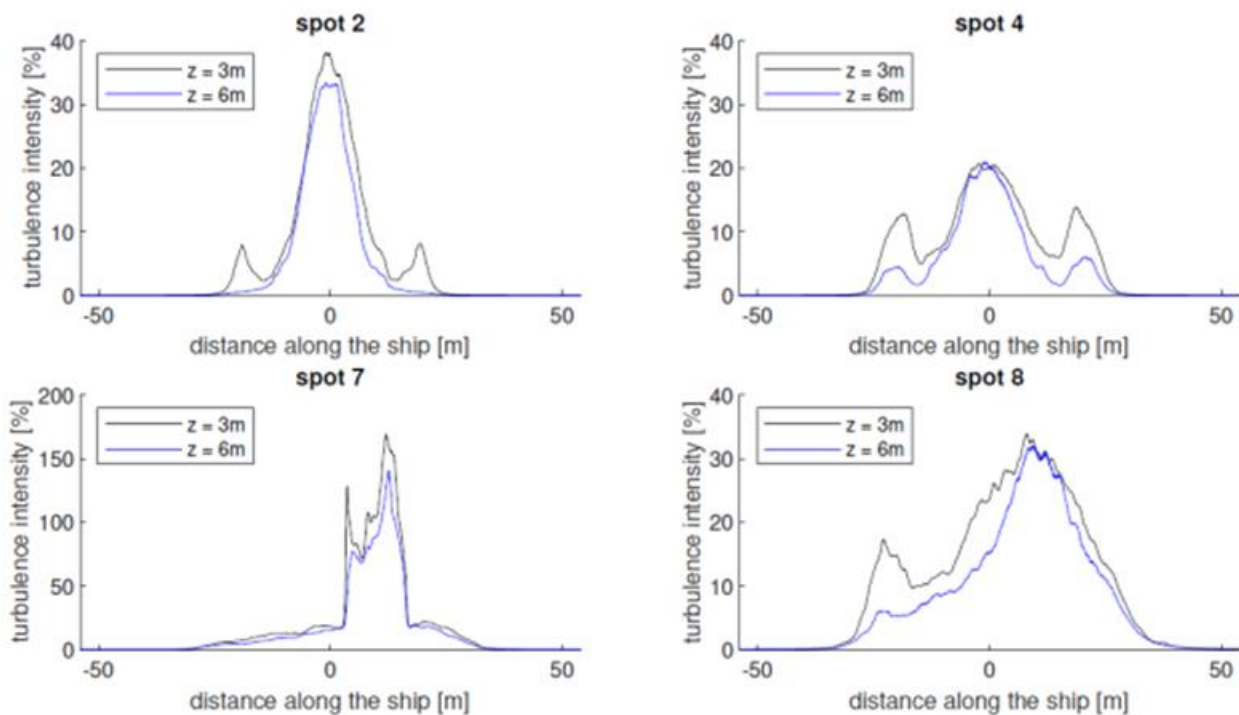 spot 2
turbulence intensity [%]
40
30
20
10
0
z = 3m
z = 6m
-50
0
50
distance along the ship [m]
spot 4
turbulence intensity [%]
40
30
20
10
0
z = 3m
z = 6m
-50
0
50
distance along the ship [m]
spot 7
turbulence intensity [%]
200
150
100
50
0
z = 3m
z = 6m
-50
0
50
distance along the ship [m]
spot 8
turbulence intensity [%]
40
30
20
10
0
z = 3m
z = 6m
-50
0
50
distance along the ship [m]